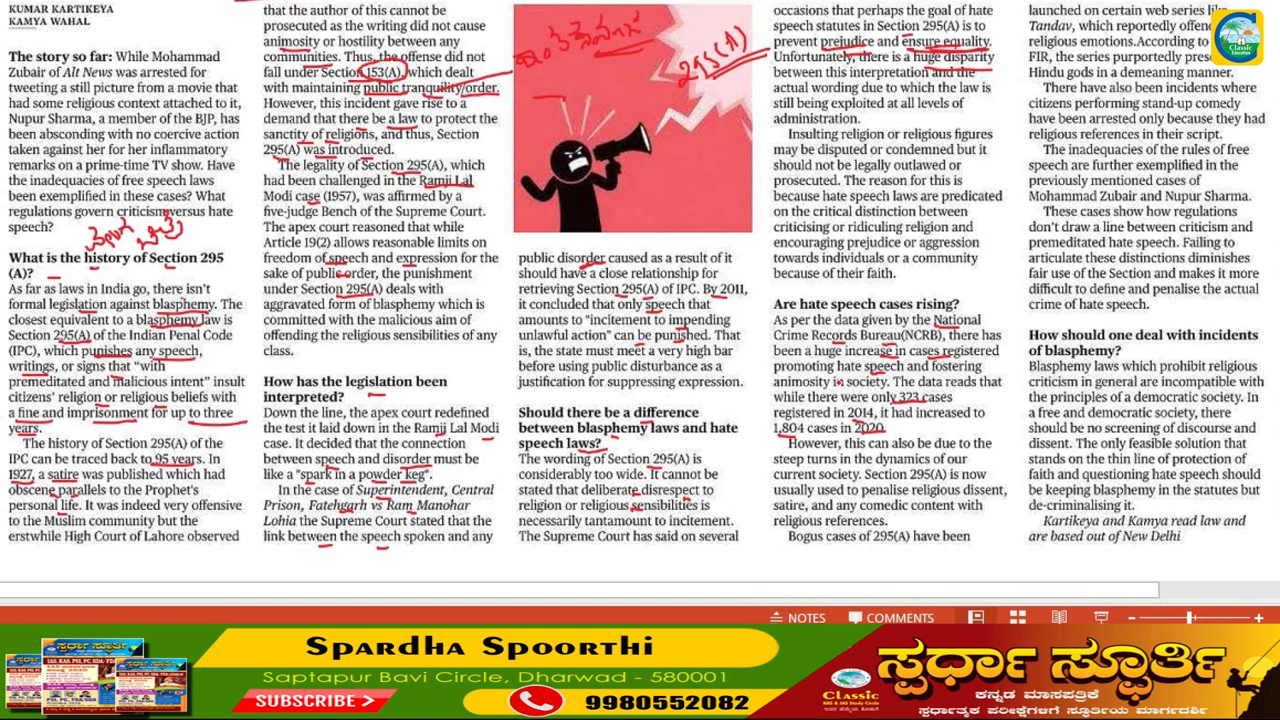 KUMAR KARTIKEYA
KAMYA WAHAL
The story so far: While Mohammad
Zubair of Alt News was arrested for
tweeting a still picture from a movie that
had some religious context attached to it,
Nupur Sharma, a member of the BJP, has
been absconding with no coercive action
taken against her for her inflammatory
remarks on a prime-time TV show. Have
the inadequacies of free speech laws
been exemplified in these cases? What
regulations govern criticism versus hate
speech?
What is the history of Section 295
(A)?
As far as laws in India go, there isn't
formal legislation against blasphemy. The
closest equivalent to a blasphemy law is
Section 295(A) of the Indian Penal Code
(IPC), which punishes any speech,
writings, or signs that "with
premeditated and malicious intent" insult
citizens' religion or religious beliefs with
a fine and imprisonment for up to three
years.
The history of Section 295(A) of the
IPC can be traced back to 95 years. In
1927, a satire was published which had
obscene parallels to the Prophet's
personal life. It was indeed very offensive
to the Muslim community but the
erstwhile High Court of Lahore observed
that the author of this cannot be
prosecuted as the writing did not cause
animosity or hostility between any
communities. Thus, the offense did not
fall under Section 153(A), which dealt
with maintaining public tranquility/order.
However, this incident gave rise to a
demand that there be a law to protect the
sanctity of religions, and thus, Section
295(A) was introduced.
The legality of Section 295(A), which
had been challenged in the Ramji Lal
Modi case (1957), was affirmed by a
five-judge Bench of the Supreme Court.
The apex court reasoned that while
Article 19(2) allows reasonable limits on
freedom of speech and expression for the
sake of public order, the punishment
under Section 295(A) deals with
aggravated form of blasphemy which is
committed with the malicious aim of
offending the religious sensibilities of any
class.
How has the legislation been
interpreted?
Down the line, the apex court redefined
the test it laid down in the Ramji Lal Modi
case. It decided that the connection
between speech and disorder must be
like a "spark in a powder keg".
In the case of Superintendent, Central
Prison, Fatehgarh vs Ram Manohar
Lohia the Supreme Court stated that the
link between the speech spoken and any
295(A)
public disorder caused as a result of it
should have a close relationship for
retrieving Section 295(A) of IPC. By 2011,
it concluded that only speech that
amounts to "incitement to impending
unlawful action" can be punished. That
is, the state must meet a very high bar
before using public disturbance as a
justification for suppressing expression.
Should there be a difference
between blasphemy laws and hate
speech laws?
The wording of Section 295(A) is
considerably too wide. It cannot be
stated that deliberate disrespect to
religion or religious sensibilities is
necessarily tantamount to incitement.
The Supreme Court has said on several
occasions that perhaps the goal of hate
speech statutes in Section 295(A) is to
prevent prejudice and ensure equality.
Unfortunately, there is a huge disparity
between this interpretation and the
actual wording due to which the law is
still being exploited at all levels of
administration.
Insulting religion or religious figures
may be disputed or condemned but it
should not be legally outlawed or
prosecuted. The reason for this is
because hate speech laws are predicated
on the critical distinction between
criticising or ridiculing religion and
encouraging prejudice or aggression
towards individuals or a community
because of their faith.
Are hate speech cases rising?
As per the data given by the National
Crime Records Bureau(NCRB), there has
been a huge increase in cases registered
promoting hate speech and fostering
animosity in society. The data reads that
while there were only 323 cases
registered in 2014, it had increased to
1,804 cases in 2020.
However, this can also be due to the
steep turns in the dynamics of our
current society. Section 295(A) is now
usually used to penalise religious dissent,
satire, and any comedic content with
religious references.
Bogus cases of 295(A) have been
launched on certain web series like
Tandav, which reportedly
religious emotions.According to
FIR, the series purportedly
Hindu gods in a demeaning manner.
There have also been incidents where
citizens performing stand-up comedy
have been arrested only because they had
religious references in their script.
The inadequacies of the rules of free
speech are further exemplified in the
previously mentioned cases of
Mohammad Zubair and Nupur Sharma.
These cases show how regulations
don't draw a line between criticism and
premeditated hate speech. Failing to
articulate these distinctions diminishes
fair use of the Section and makes it more
difficult to define and penalise the actual
crime of hate speech.
How should one deal with incidents
of blasphemy?
Blasphemy laws which prohibit religious
criticism in general are incompatible with
the principles of a democratic society. In
a free and democratic society, there
should be no screening of discourse and
dissent. The only feasible solution that
stands on the thin line of protection of
faith and questioning hate speech should
be keeping blasphemy in the statutes but
de-criminalising it.
Kartikeya and Kamya read law and
are based out of New Delhi
Classic
Education
NOTES
COMMENTS
Spardha Spoorthi
Saptapur Bavi Circle, Dharwad - 580001
SUBSCRIBE
9980552082
Classic
KAS & IAS Study Circle
ಸ್ಪರ್ಧಾ ಸ್ಫೂರ್ತಿ
ಕನ್ನಡ ಮಾಸಪತ್ರಿಕೆ
ಸ್ಪರ್ಧಾತ್ಮಕ ಪರೀಕ್ಷೆಗಳಿಗೆ ಸ್ಫೂರ್ತಿಯ ಮಾರ್ಗದರ್ಶಿ